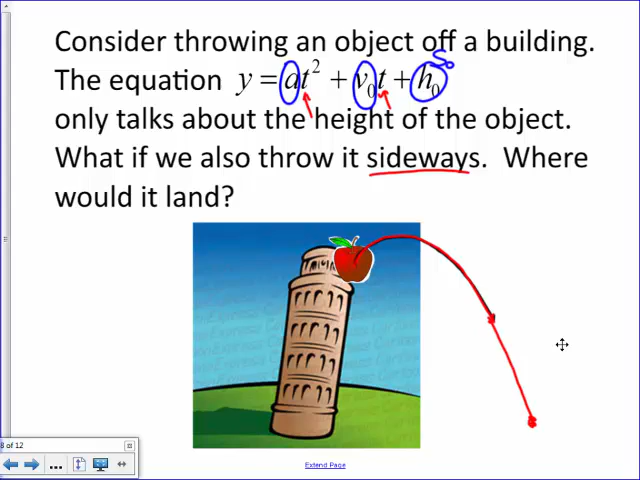 Consider throwing an object off a building.
S₀
The equation y = at² + v₀t + h₀
only talks about the height of the object.
What if we also throw it sideways. Where
would it land?
8 of 12
Extend Page